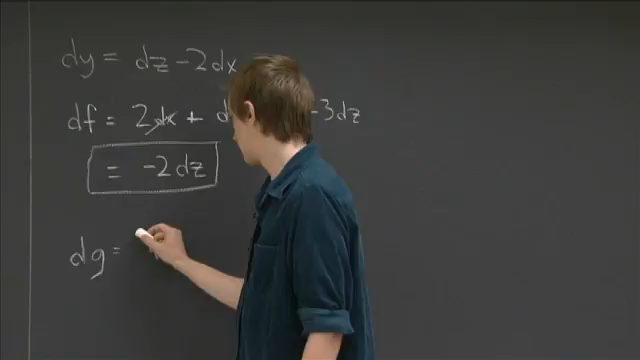 dy = dz - 2dx
df = 2dx + d -3dz
= -2dz
dg =